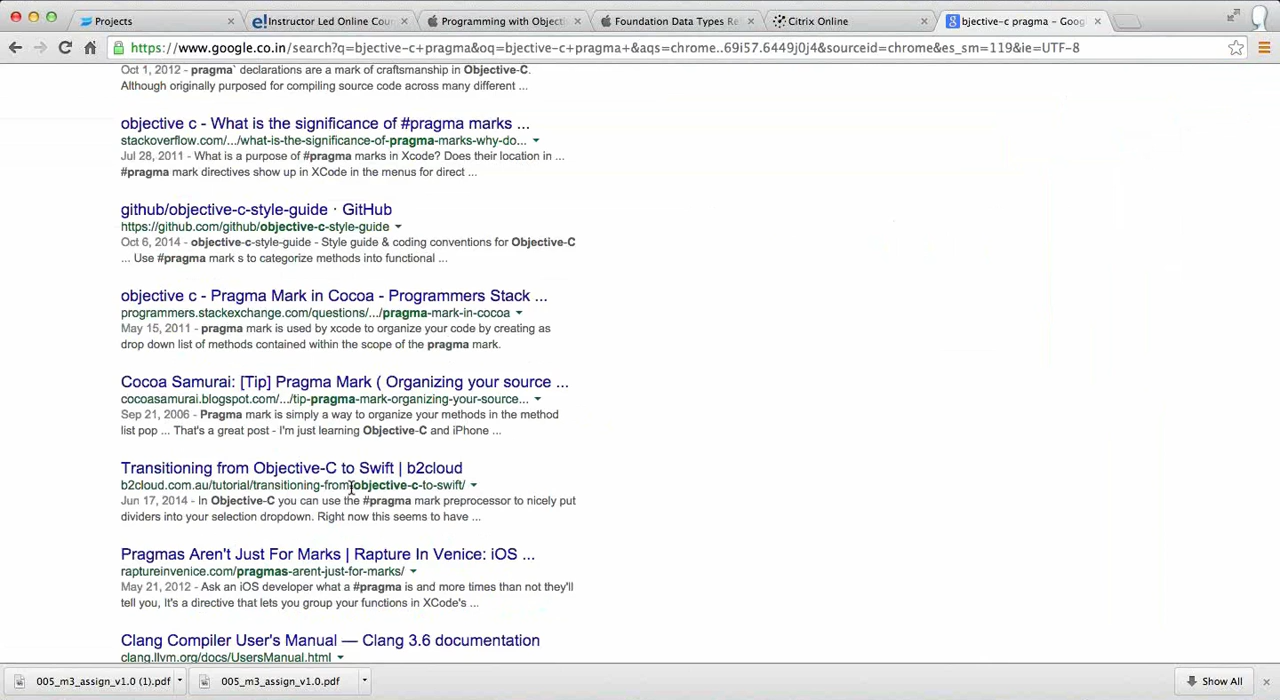 Projects
Instructor Led Online Cour
Programming with Objecti
Foundation Data Types Re
Citrix Online
bjective-c pragma - Goog
https://www.google.co.in/search?q=bjective-c+pragma&oq=bjective-c+pragma+&aqs=chrome..69i57.6449j0j4&sourceid=chrome&es_sm=119&ie=UTF-8
Oct 1, 2012 - pragma` declarations are a mark of craftsmanship in Objective-C.
Although originally purposed for compiling source code across many different ...
objective c - What is the significance of #pragma marks ...
stackoverflow.com/.../what-is-the-significance-of-pragma-marks-why-do...
Jul 28, 2011 - What is a purpose of #pragma marks in Xcode? Does their location in ...
#pragma mark directives show up in XCode in the menus for direct ...
github/objective-c-style-guide · GitHub
https://github.com/github/objective-c-style-guide
Oct 6, 2014 - objective-c-style-guide - Style guide & coding conventions for Objective-C
... Use #pragma mark s to categorize methods into functional ...
objective c - Pragma Mark in Cocoa - Programmers Stack ...
programmers.stackexchange.com/questions/.../pragma-mark-in-cocoa
May 15, 2011 - pragma mark is used by xcode to organize your code by creating as
drop down list of methods contained within the scope of the pragma mark.
Cocoa Samurai: [Tip] Pragma Mark ( Organizing your source ...
cocoasamurai.blogspot.com/.../tip-pragma-mark-organizing-your-source...
Sep 21, 2006 - Pragma mark is simply a way to organize your methods in the method
list pop ... That's a great post - I'm just learning Objective-C and iPhone ...
Transitioning from Objective-C to Swift | b2cloud
b2cloud.com.au/tutorial/transitioning-from-objective-c-to-swift/
Jun 17, 2014 - In Objective-C you can use the #pragma mark preprocessor to nicely put
dividers into your selection dropdown. Right now this seems to have ...
Pragmas Aren't Just For Marks | Rapture In Venice: iOS ...
raptureinvenice.com/pragmas-arent-just-for-marks/
May 21, 2012 - Ask an iOS developer what a #pragma is and more times than not they'll
tell you, It's a directive that lets you group your functions in XCode's ...
Clang Compiler User's Manual — Clang 3.6 documentation
clang.llvm.org/docs/UsersManual.html
005_m3_assign_v1.0 (1).pdf
005_m3_assign_v1.0.pdf
Show All